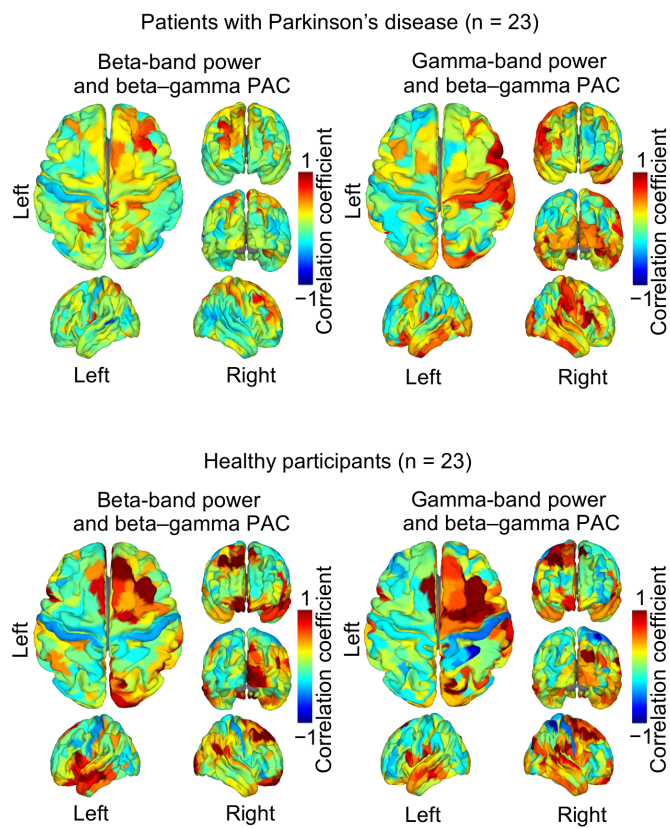 Patients with Parkinson’s disease (n = 23)
Beta-band power
and beta–gamma PAC
Left
1
−1
Correlation coefficient
Left
Right
Gamma-band power
and beta–gamma PAC
Left
1
−1
Correlation coefficient
Left
Right
Healthy participants (n = 23)
Beta-band power
and beta–gamma PAC
Left
1
−1
Correlation coefficient
Left
Right
Gamma-band power
and beta–gamma PAC
Left
1
−1
Correlation coefficient
Left
Right